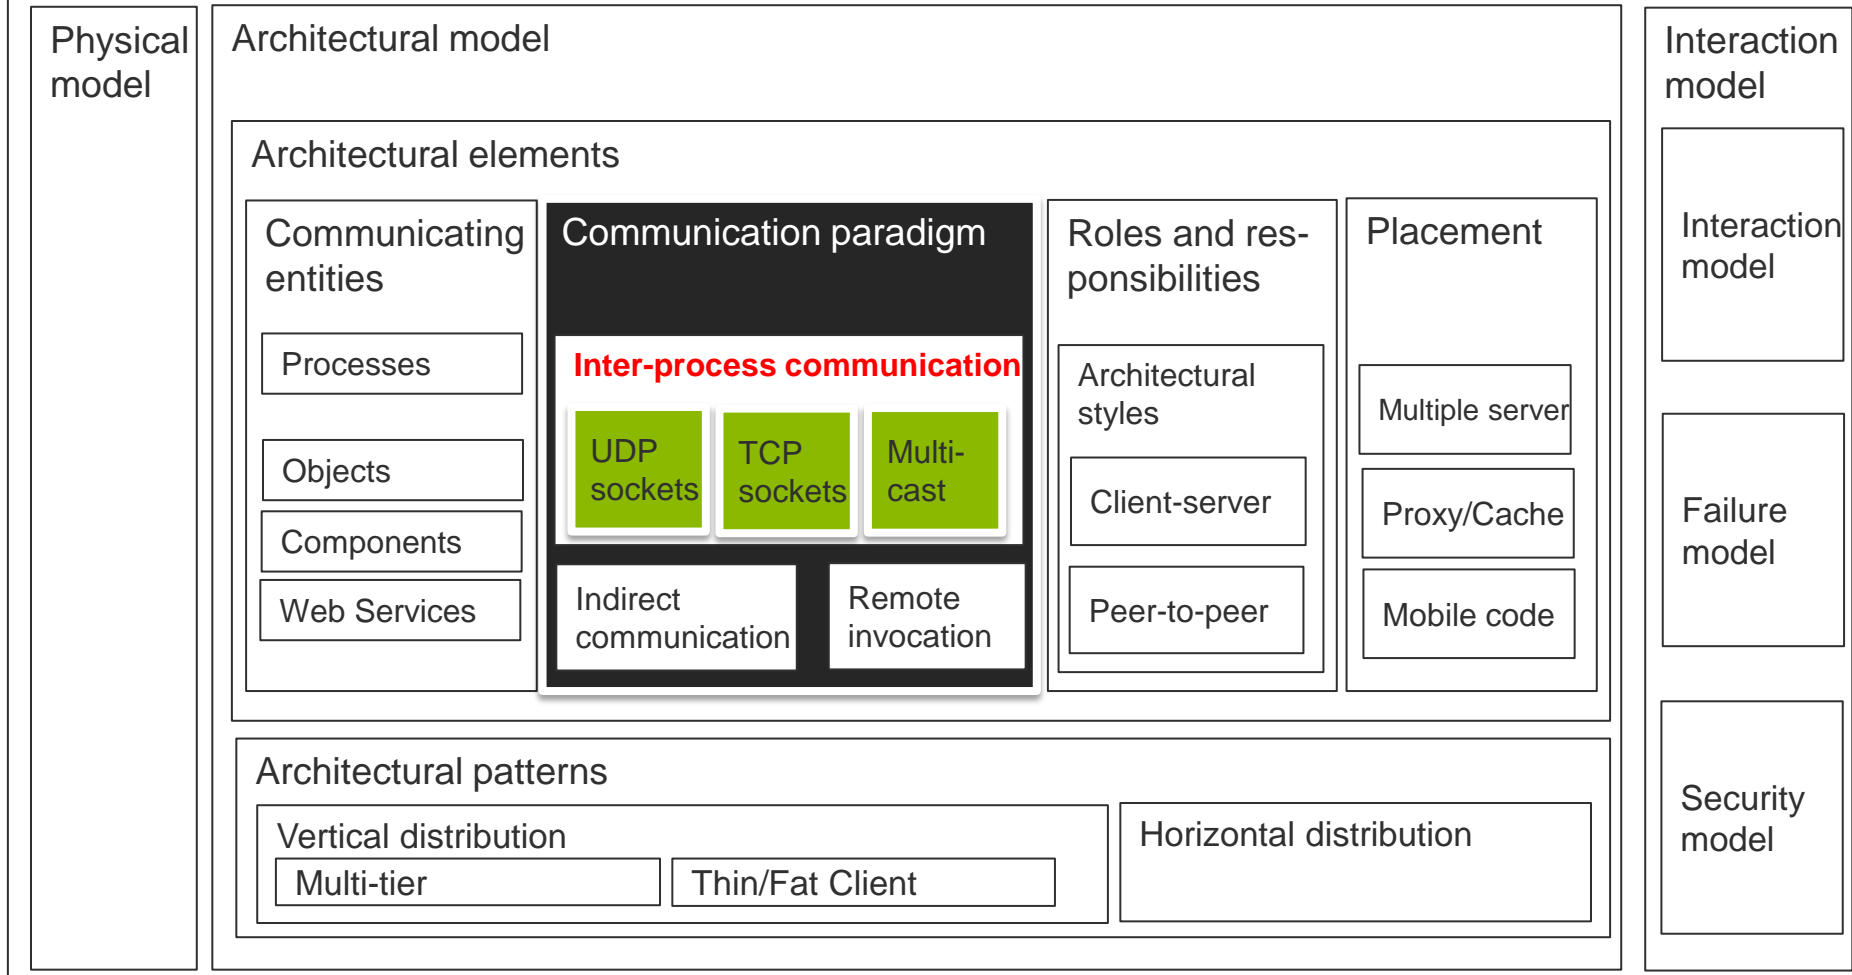 Physical
model
Architectural model
Architectural elements
Communicating
entities
Processes
Objects
Components
Web Services
Communication paradigm
Inter-process communication
UDP
sockets
TCP
sockets
Multi-
cast
Indirect
communication
Remote
invocation
Roles and res-
ponsibilities
Architectural
styles
Client-server
Peer-to-peer
Placement
Multiple server
Proxy/Cache
Mobile code
Architectural patterns
Vertical distribution
Multi-tier
Thin/Fat Client
Horizontal distribution
Interaction
model
Interaction
model
Failure
model
Security
model